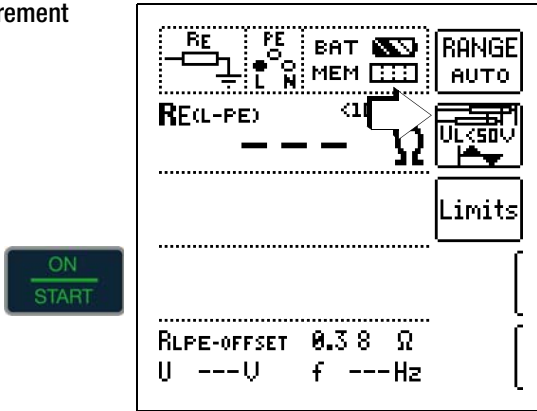 rement
RE
PE
L N
BAT
MEM
RANGE
AUTO
RE(L-PE)
--- Ω
UL<50V
Limits
ON
START
RLPE-OFFSET 0.38 Ω
U ---V f ---Hz